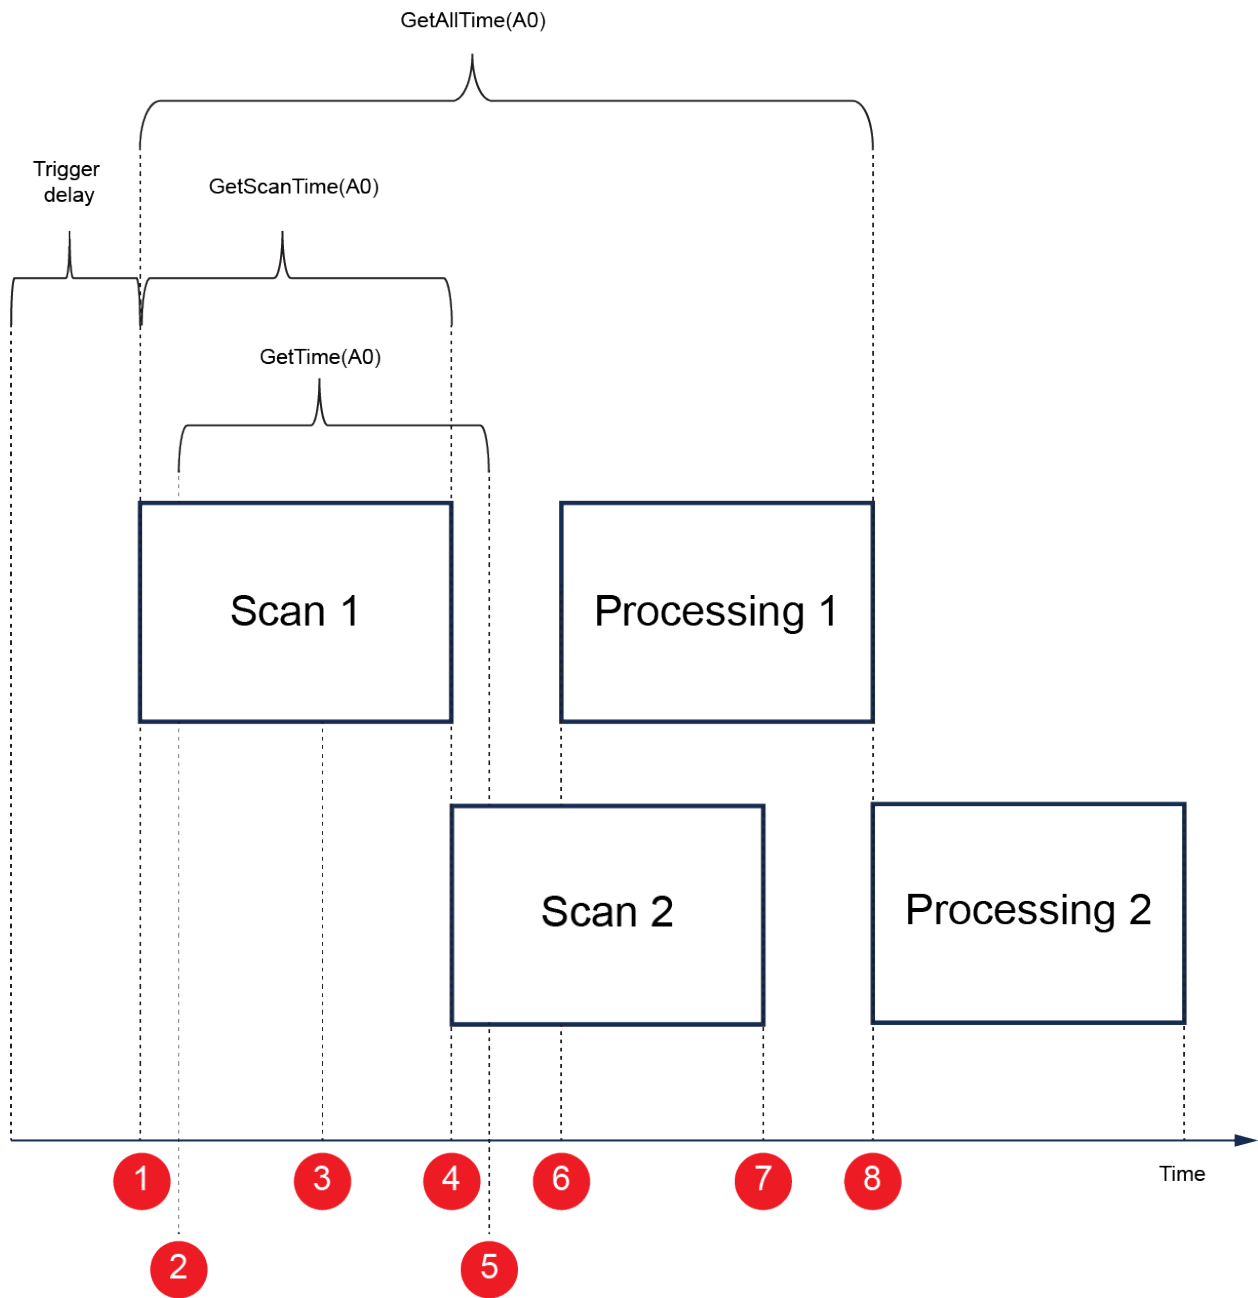 GetAllTime(A0)
Trigger
delay
GetScanTime(A0)
GetTime(A0)
Scan 1
Processing 1
Scan 2
Processing 2
1
3
4
6
7
8
Time
2
5